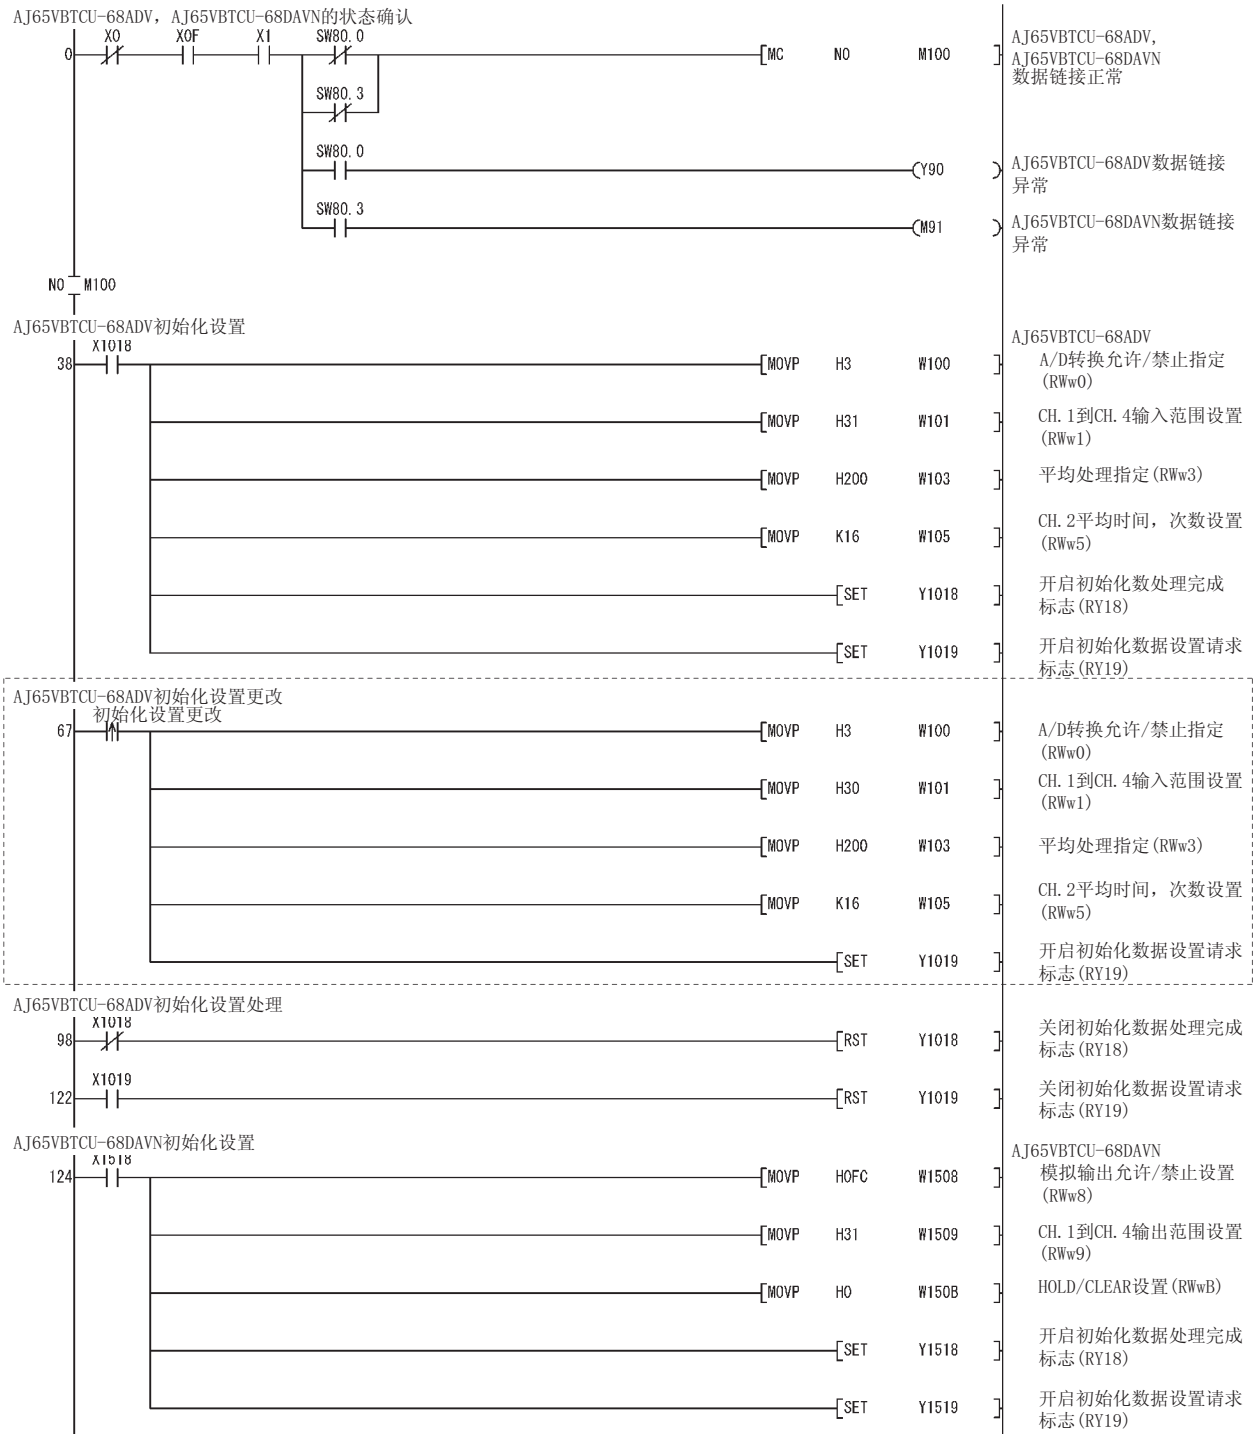 AJ65VBTCU-68ADV, AJ65VBTCU-68DAVN的状态确认
X0 X0F X1 SW80.0
0 MC N0 M100
AJ65VBTCU-68ADV,
AJ65VBTCU-68DAVN
数据链接正常
SW80.3
SW80.0
Y90
AJ65VBTCU-68ADV数据链接
异常
SW80.3
M91
AJ65VBTCU-68DAVN数据链接
异常
N0 M100
AJ65VBTCU-68ADV初始化设置
X1018
AJ65VBTCU-68ADV
38 MOVP H3 W100
A/D转换允许/禁止指定
(RWw0)
MOVP H31 W101
CH.1到CH.4输入范围设置
(RWw1)
MOVP H200 W103
平均处理指定(RWw3)
MOVP K16 W105
CH.2平均时间，次数设置
(RWw5)
SET Y1018
开启初始化数处理完成
标志(RY18)
SET Y1019
开启初始化数据设置请求
标志(RY19)
AJ65VBTCU-68ADV初始化设置更改
初始化设置更改
67 MOVP H3 W100
A/D转换允许/禁止指定
(RWw0)
MOVP H30 W101
CH.1到CH.4输入范围设置
(RWw1)
MOVP H200 W103
平均处理指定(RWw3)
MOVP K16 W105
CH.2平均时间，次数设置
(RWw5)
SET Y1019
开启初始化数据设置请求
标志(RY19)
AJ65VBTCU-68ADV初始化设置处理
X1018
98 RST Y1018
关闭初始化数据处理完成
标志(RY18)
X1019
122 RST Y1019
关闭初始化数据设置请求
标志(RY19)
AJ65VBTCU-68DAVN初始化设置
X1518
AJ65VBTCU-68DAVN
124 MOVP H0FC W1508
模拟输出允许/禁止设置
(RWw8)
MOVP H31 W1509
CH.1到CH.4输出范围设置
(RWw9)
MOVP H0 W150B
HOLD/CLEAR设置(RWwB)
SET Y1518
开启初始化数据处理完成
标志(RY18)
SET Y1519
开启初始化数据设置请求
标志(RY19)